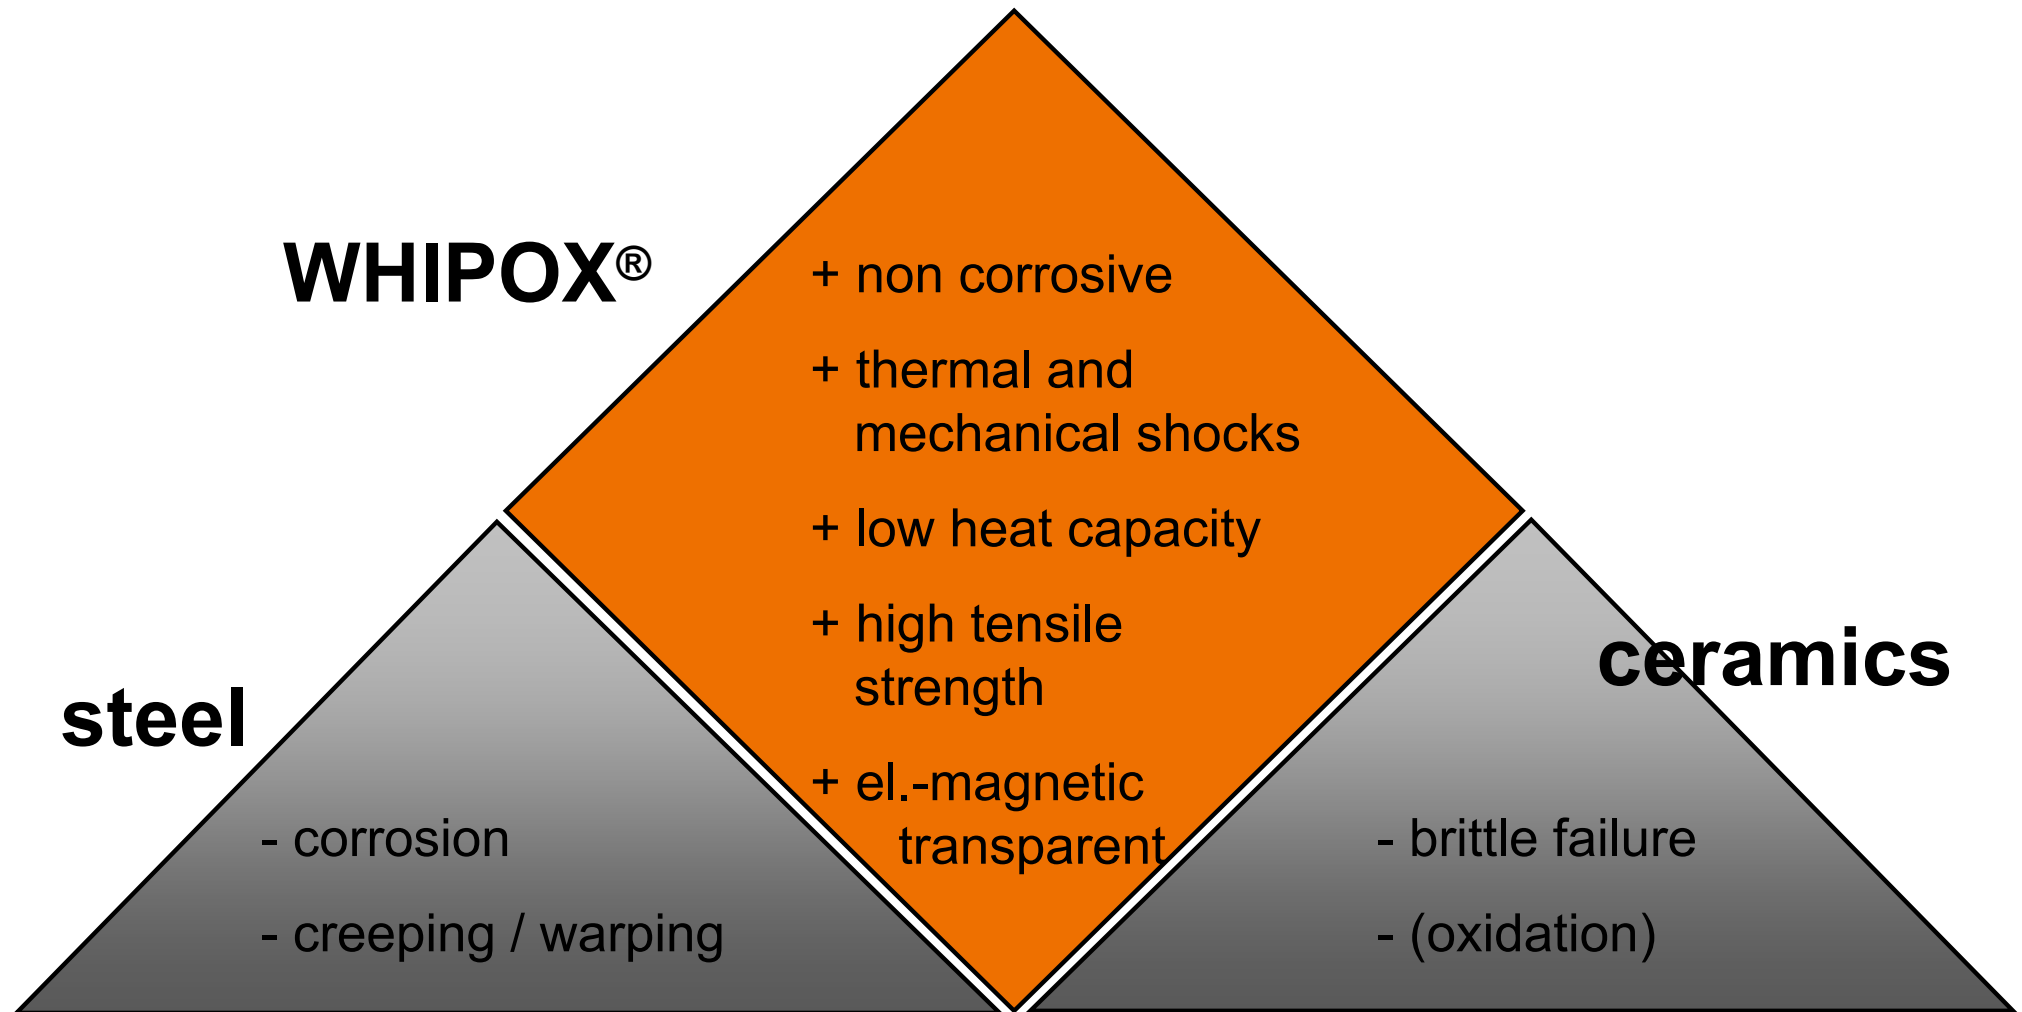 WHIPOX®
+ non corrosive
+ thermal and
mechanical shocks
+ low heat capacity
+ high tensile
strength
+ el.-magnetic
transparent
steel
- corrosion
- creeping / warping
ceramics
- brittle failure
- (oxidation)